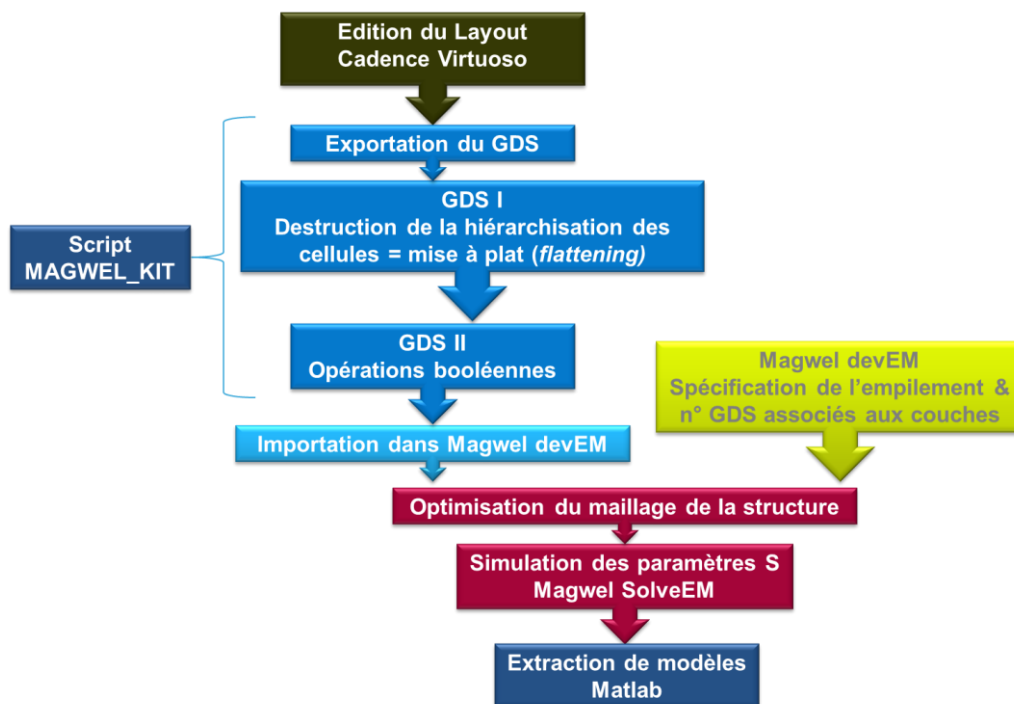 Edition du Layout
Cadence Virtuoso
Exportation du GDS
GDS I
Destruction de la hiérarchisation des
cellules = mise à plat (flattening)
Script
MAGWEL_KIT
GDS II
Opérations booléennes
Magwel devEM
Spécification de l'empilement &
n° GDS associés aux couches
Importation dans Magwel devEM
Optimisation du maillage de la structure
Simulation des paramètres S
Magwel SolveEM
Extraction de modèles
Matlab